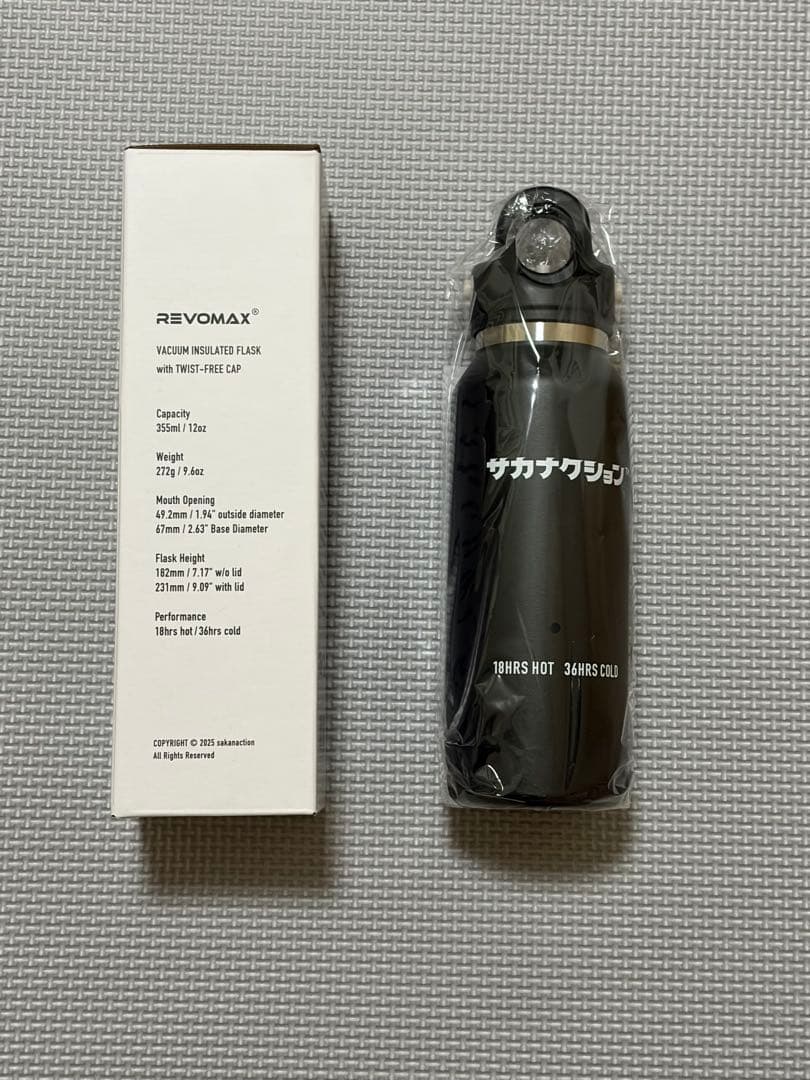 REVOMAX®
VACUUM INSULATED FLASK
with TWIST-FREE CAP
Capacity
355ml / 12oz
Weight
272g / 9.6oz
Mouth Opening
49.2mm / 1.94" outside diameter
67mm / 2.63" Base Diameter
Flask Height
182mm / 7.17" w/o lid
231mm / 9.09" with lid
Performance
18hrs hot / 36hrs cold
COPYRIGHT © 2025 sakanaction
All Rights Reserved
サカナクション
18HRS HOT 36HRS COLD